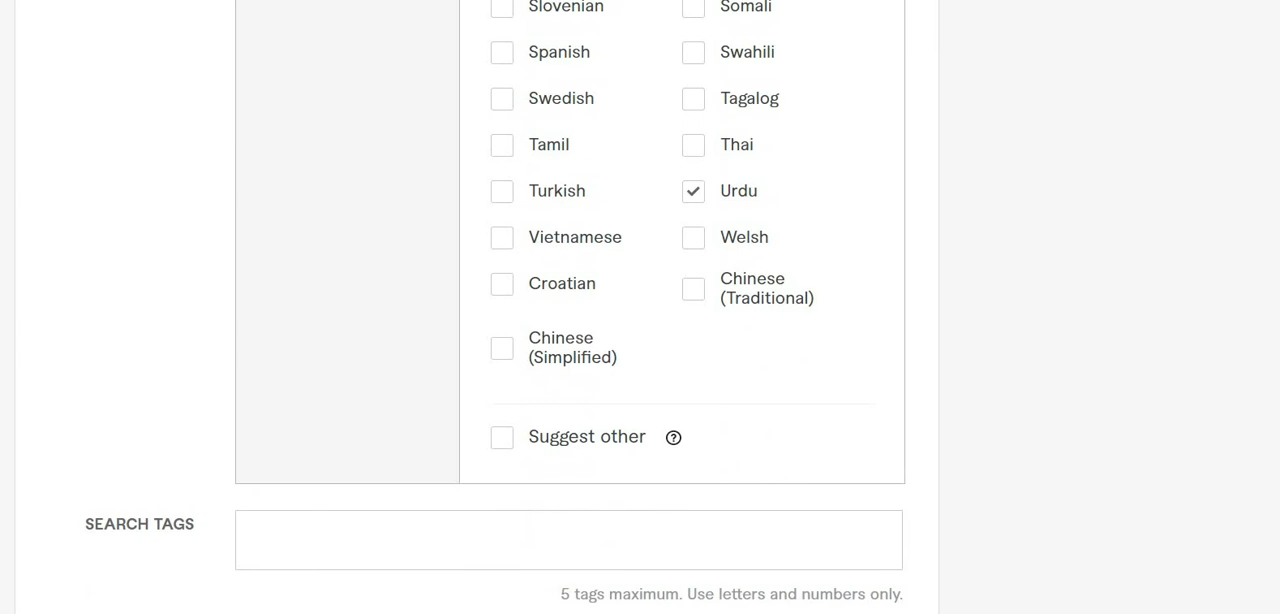 Slovenian Somali
Spanish Swahili
Swedish Tagalog
Tamil Thai
Turkish Urdu
Vietnamese Welsh
Croatian Chinese
(Traditional)
Chinese
(Simplified)
Suggest other ?
SEARCH TAGS
5 tags maximum. Use letters and numbers only.